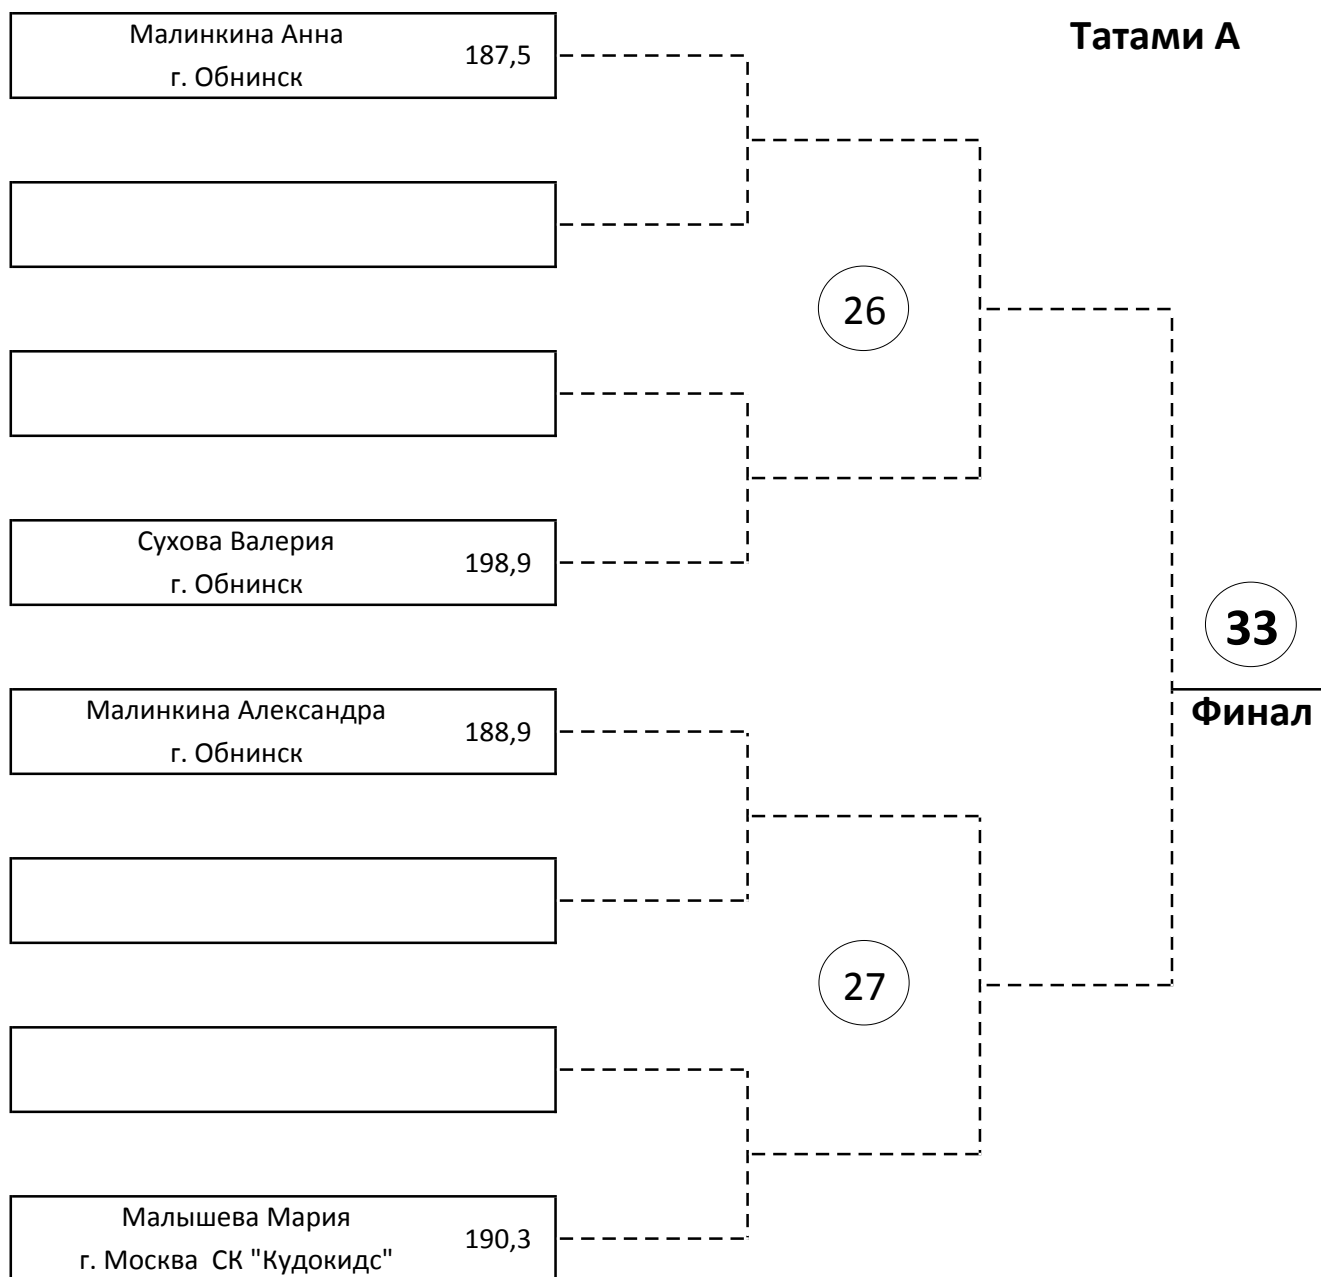 Татами А
Малинкина Анна
187,5
г. Обнинск
26
Сухова Валерия
198,9
г. Обнинск
33
Финал
Малинкина Александра
188,9
г. Обнинск
27
Малышева Мария
190,3
г. Москва  СК "Кудокидс"